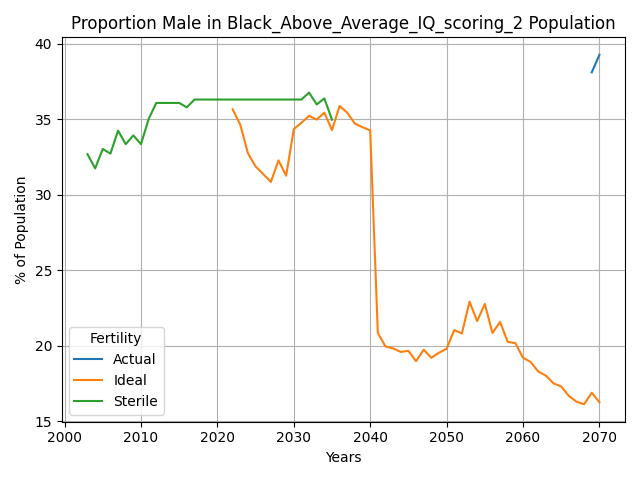 Proportion Male in Black_Above_Average_IQ_scoring_2 Population
40
35
30
25
20
15
% of Population
Fertility
Actual
Ideal
Sterile
2000 2010 2020 2030 2040 2050 2060 2070
Years